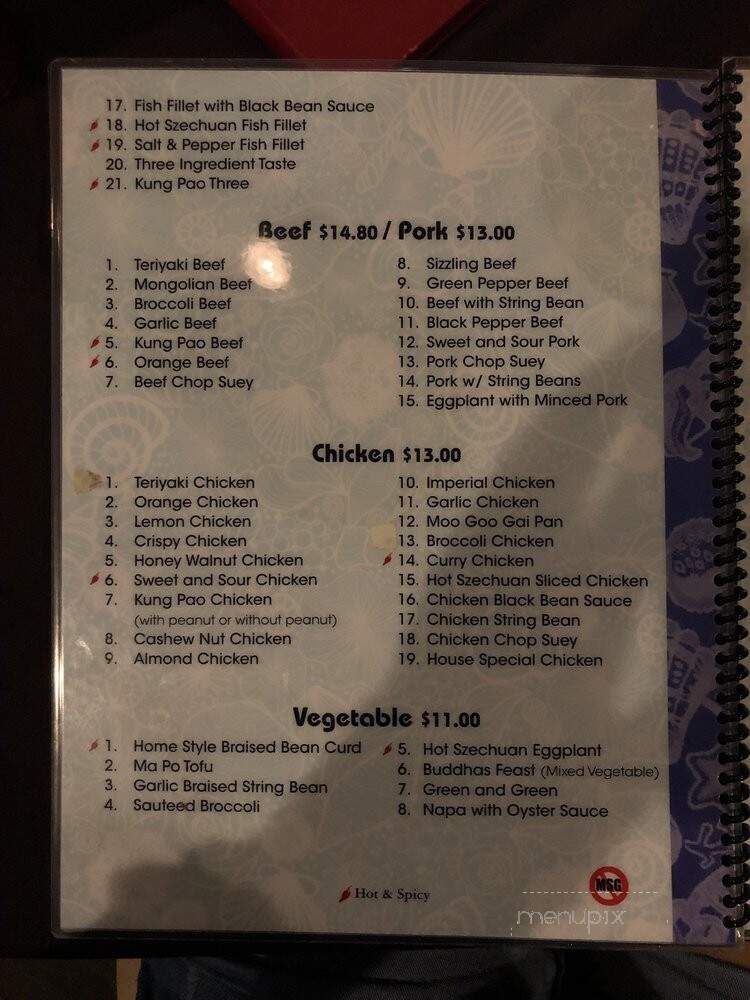 17. Fish Fillet with Black Bean Sauce
18. Hot Szechuan Fish Fillet
19. Salt & Pepper Fish Fillet
20. Three Ingredient Taste
21. Kung Pao Three
Beef $14.80 / Pork $13.00
1. Teriyaki Beef
2. Mongolian Beef
3. Broccoli Beef
4. Garlic Beef
5. Kung Pao Beef
6. Orange Beef
7. Beef Chop Suey
8. Sizzling Beef
9. Green Pepper Beef
10. Beef with String Bean
11. Black Pepper Beef
12. Sweet and Sour Pork
13. Pork Chop Suey
14. Pork w/ String Beans
15. Eggplant with Minced Pork
Chicken $13.00
1. Teriyaki Chicken
2. Orange Chicken
3. Lemon Chicken
4. Crispy Chicken
5. Honey Walnut Chicken
6. Sweet and Sour Chicken
7. Kung Pao Chicken
(with peanut or without peanut)
8. Cashew Nut Chicken
9. Almond Chicken
10. Imperial Chicken
11. Garlic Chicken
12. Moo Goo Gai Pan
13. Broccoli Chicken
14. Curry Chicken
15. Hot Szechuan Sliced Chicken
16. Chicken Black Bean Sauce
17. Chicken String Bean
18. Chicken Chop Suey
19. House Special Chicken
Vegetable $11.00
1. Home Style Braised Bean Curd
2. Ma Po Tofu
3. Garlic Braised String Bean
4. Sauteed Broccoli
5. Hot Szechuan Eggplant
6. Buddhas Feast (Mixed Vegetable)
7. Green and Green
8. Napa with Oyster Sauce
Hot & Spicy
MSG
menupix